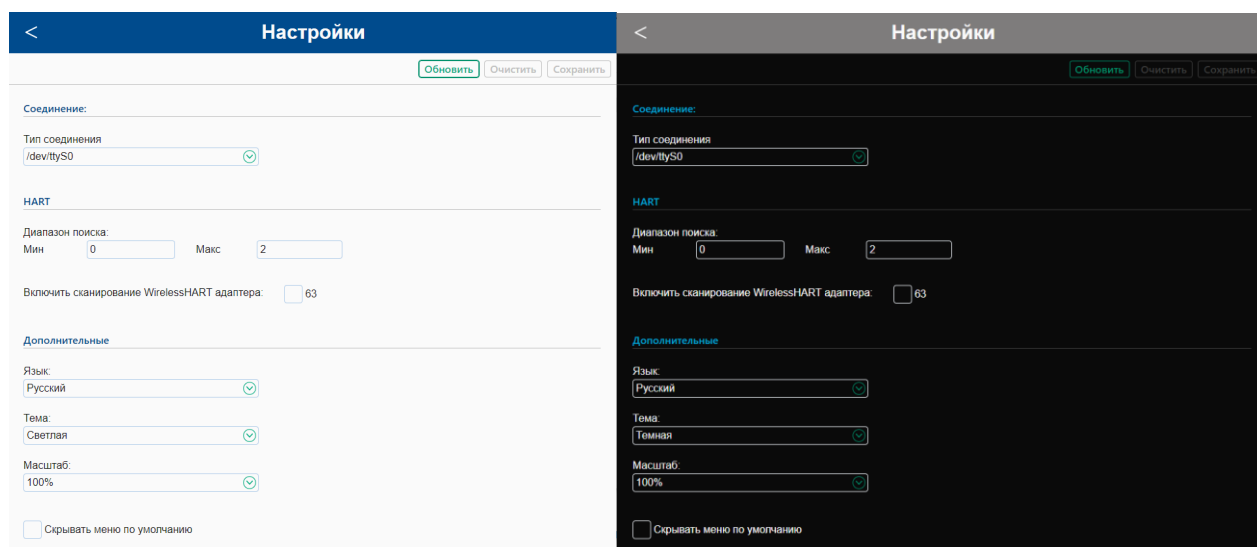 < Настройки
Обновить Очистить Сохранить
Соединение:
Тип соединения
/dev/ttyS0
HART
Диапазон поиска:
Мин 0 Макс 2
Включить сканирование WirelessHART адаптера: 63
Дополнительные
Язык:
Русский
Тема:
Светлая
Масштаб:
100%
Скрывать меню по умолчанию
< Настройки
Обновить Очистить Сохранить
Соединение:
Тип соединения
/dev/ttyS0
HART
Диапазон поиска:
Мин 0 Макс 2
Включить сканирование WirelessHART адаптера: 63
Дополнительные
Язык:
Русский
Тема:
Темная
Масштаб:
100%
Скрывать меню по умолчанию